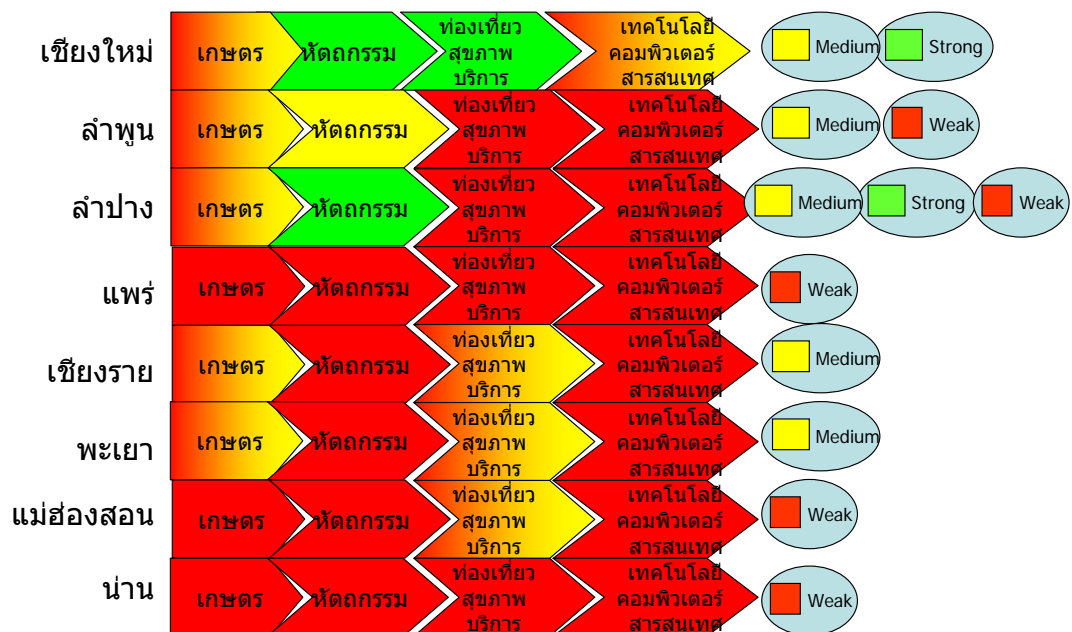 เชียงใหม่
เกษตร
หัตถกรรม
ท่องเที่ยว
สุขภาพ
บริการ
เทคโนโลยี
คอมพิวเตอร์
สารสนเทศ
Medium
Strong
ลำพูน
เกษตร
หัตถกรรม
ท่องเที่ยว
สุขภาพ
บริการ
เทคโนโลยี
คอมพิวเตอร์
สารสนเทศ
Medium
Weak
ลำปาง
เกษตร
หัตถกรรม
ท่องเที่ยว
สุขภาพ
บริการ
เทคโนโลยี
คอมพิวเตอร์
สารสนเทศ
Medium
Strong
Weak
แพร่
เกษตร
หัตถกรรม
ท่องเที่ยว
สุขภาพ
บริการ
เทคโนโลยี
คอมพิวเตอร์
สารสนเทศ
Weak
เชียงราย
เกษตร
หัตถกรรม
ท่องเที่ยว
สุขภาพ
บริการ
เทคโนโลยี
คอมพิวเตอร์
สารสนเทศ
Medium
พะเยา
เกษตร
หัตถกรรม
ท่องเที่ยว
สุขภาพ
บริการ
เทคโนโลยี
คอมพิวเตอร์
สารสนเทศ
Medium
แม่ฮ่องสอน
เกษตร
หัตถกรรม
ท่องเที่ยว
สุขภาพ
บริการ
เทคโนโลยี
คอมพิวเตอร์
สารสนเทศ
Weak
น่าน
เกษตร
หัตถกรรม
ท่องเที่ยว
สุขภาพ
บริการ
เทคโนโลยี
คอมพิวเตอร์
สารสนเทศ
Weak